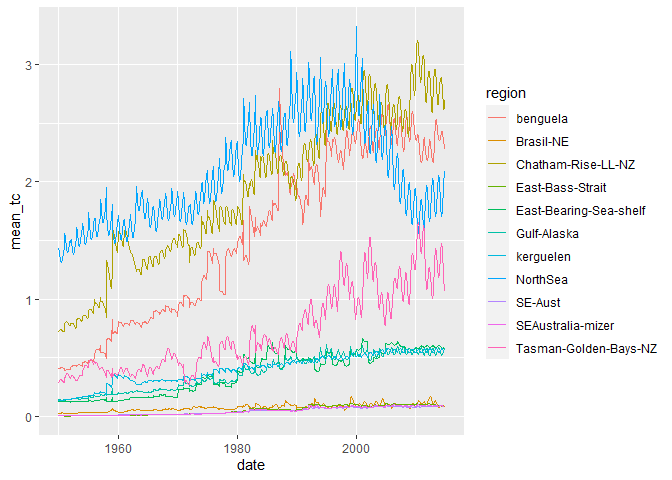 mean_tc
3
2
1
0
1960
1980
2000
date
region
benguela
Brasil-NE
Chatham-Rise-LL-NZ
East-Bass-Strait
East-Bearing-Sea-shelf
Gulf-Alaska
kerguelen
NorthSea
SE-Aust
SEAustralia-mizer
Tasman-Golden-Bays-NZ